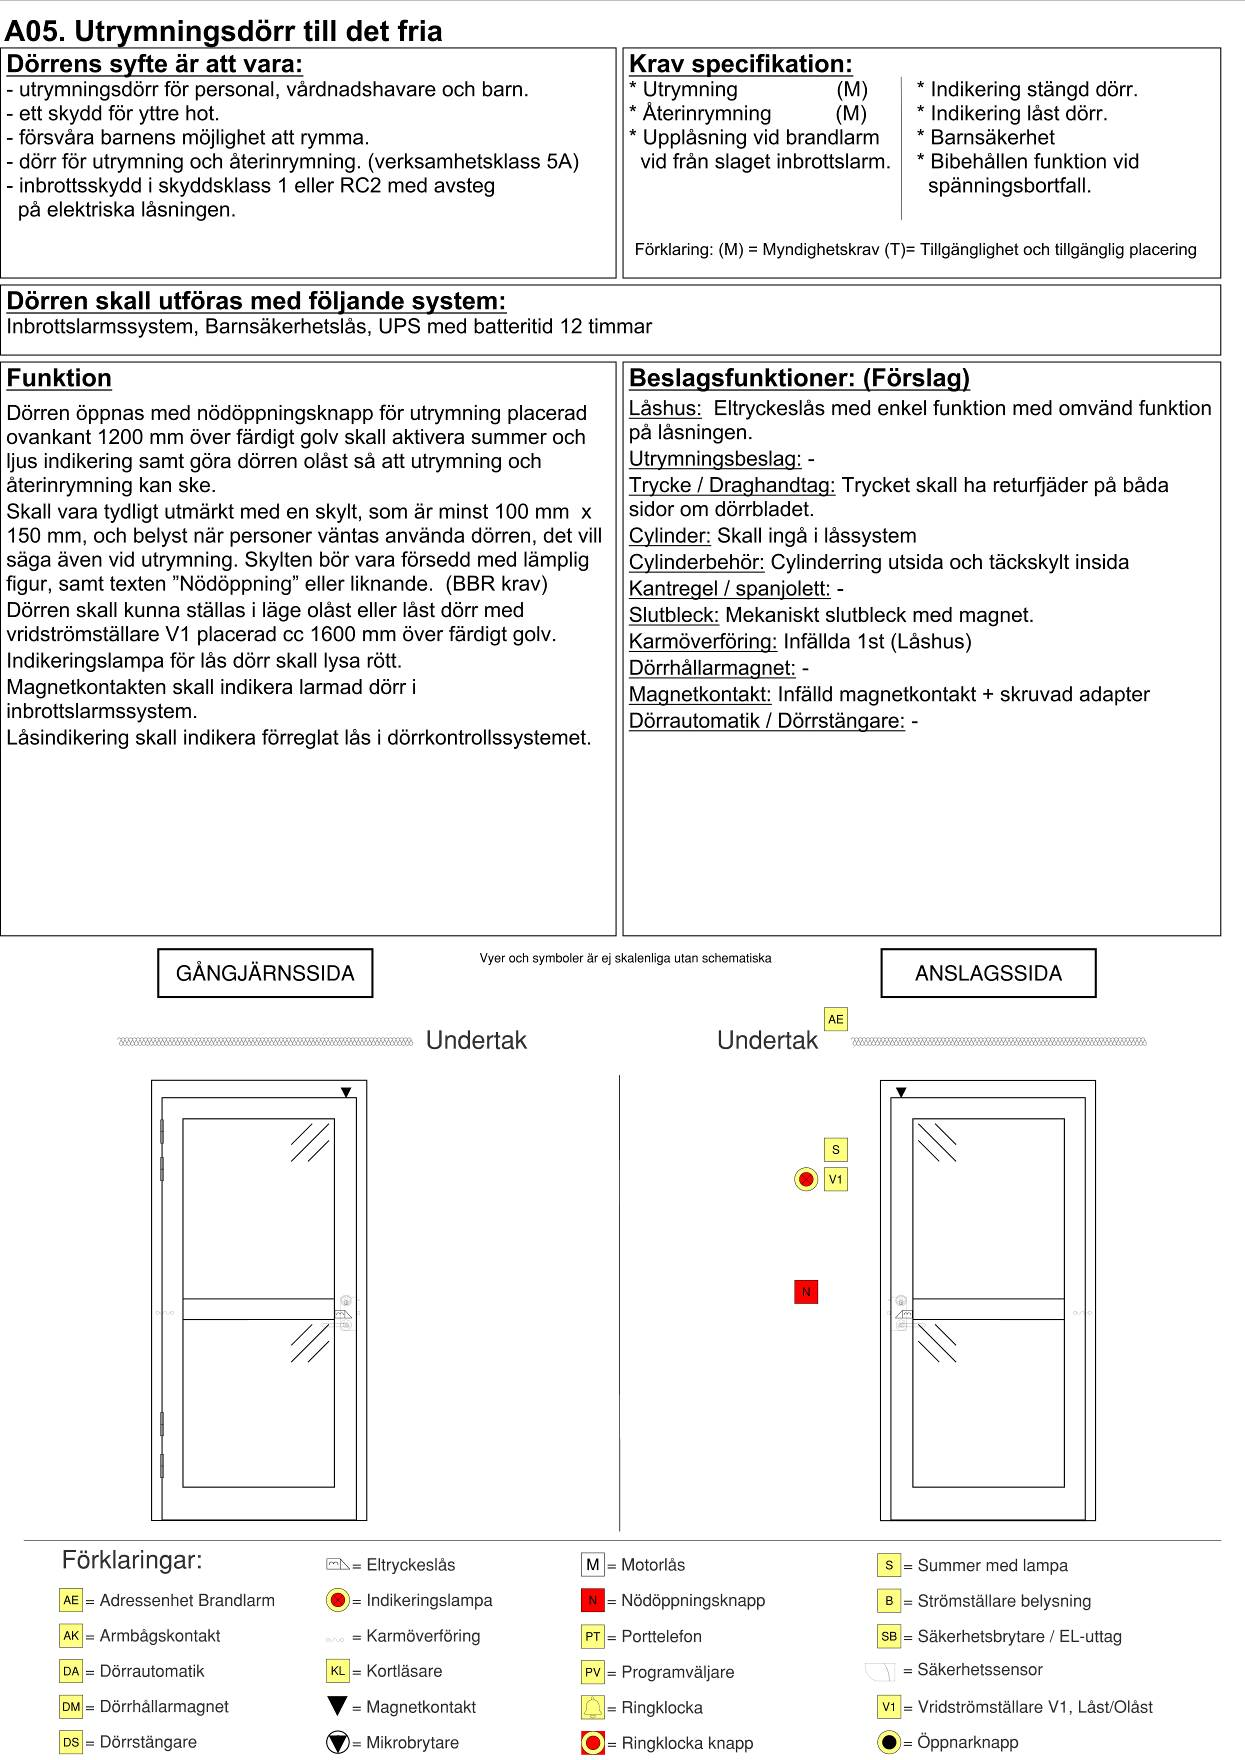 A05. Utrymningsdörr till det fria
Dörrens syfte är att vara:
- utrymningsdörr för personal, vårdnadshavare och barn.
- ett skydd för yttre hot.
- försvåra barnens möjlighet att rymma.
- dörr för utrymning och återinrymning. (verksamhetsklass 5A)
- inbrottsskydd i skyddsklass 1 eller RC2 med avsteg
på elektriska låsningen.
Krav specifikation:
* Utrymning (M)
* Återinrymning (M)
* Upplåsning vid brandlarm
vid från slaget inbrottslarm.
* Indikering stängd dörr.
* Indikering låst dörr.
* Barnsäkerhet
* Bibehållen funktion vid
spänningsbortfall.
Förklaring: (M) = Myndighetskrav (T)= Tillgänglighet och tillgänglig placering
Dörren skall utföras med följande system:
Inbrottslarmssystem, Barnsäkerhetslås, UPS med batteritid 12 timmar
Funktion
Dörren öppnas med nödöppningsknapp för utrymning placerad
ovankant 1200 mm över färdigt golv skall aktivera summer och
ljus indikering samt göra dörren olåst så att utrymning och
återinrymning kan ske.
Skall vara tydligt utmärkt med en skylt, som är minst 100 mm x
150 mm, och belyst när personer väntas använda dörren, det vill
säga även vid utrymning. Skylten bör vara försedd med lämplig
figur, samt texten ”Nödöppning” eller liknande. (BBR krav)
Dörren skall kunna ställas i läge olåst eller låst dörr med
vridströmställare V1 placerad cc 1600 mm över färdigt golv.
Indikeringslampa för lås dörr skall lysa rött.
Magnetkontakten skall indikera larmad dörr i
inbrottslarmssystem.
Låsindikering skall indikera förreglat lås i dörrkontrollssystemet.
Beslagsfunktioner: (Förslag)
Låshus: Eltryckeslås med enkel funktion med omvänd funktion
på låsningen.
Utrymningsbeslag: -
Trycke / Draghandtag: Trycket skall ha returfjäder på båda
sidor om dörrbladet.
Cylinder: Skall ingå i låssystem
Cylinderbehör: Cylinderring utsida och täckskylt insida
Kantregel / spanjolett: -
Slutbleck: Mekaniskt slutbleck med magnet.
Karmöverföring: Infällda 1st (Låshus)
Dörrhållarmagnet: -
Magnetkontakt: Infälld magnetkontakt + skruvad adapter
Dörrautomatik / Dörrstängare: -
GÅNGJÄRNSSIDA
Vyer och symboler är ej skalenliga utan schematiska
ANSLAGSSIDA
AE
Undertak
Undertak
S
V1
N
Förklaringar:
AE = Adressenhet Brandlarm
AK = Armbågskontakt
DA = Dörrautomatik
DM = Dörrhållarmagnet
DS = Dörrstängare
= Eltryckeslås
= Indikeringslampa
= Karmöverföring
KL = Kortläsare
= Magnetkontakt
= Mikrobrytare
M = Motorlås
N = Nödöppningsknapp
PT = Porttelefon
PV = Programväljare
= Ringklocka
= Ringklocka knapp
S = Summer med lampa
B = Strömställare belysning
SB = Säkerhetsbrytare / EL-uttag
= Säkerhetssensor
V1 = Vridströmställare V1, Låst/Olåst
= Öppnarknapp